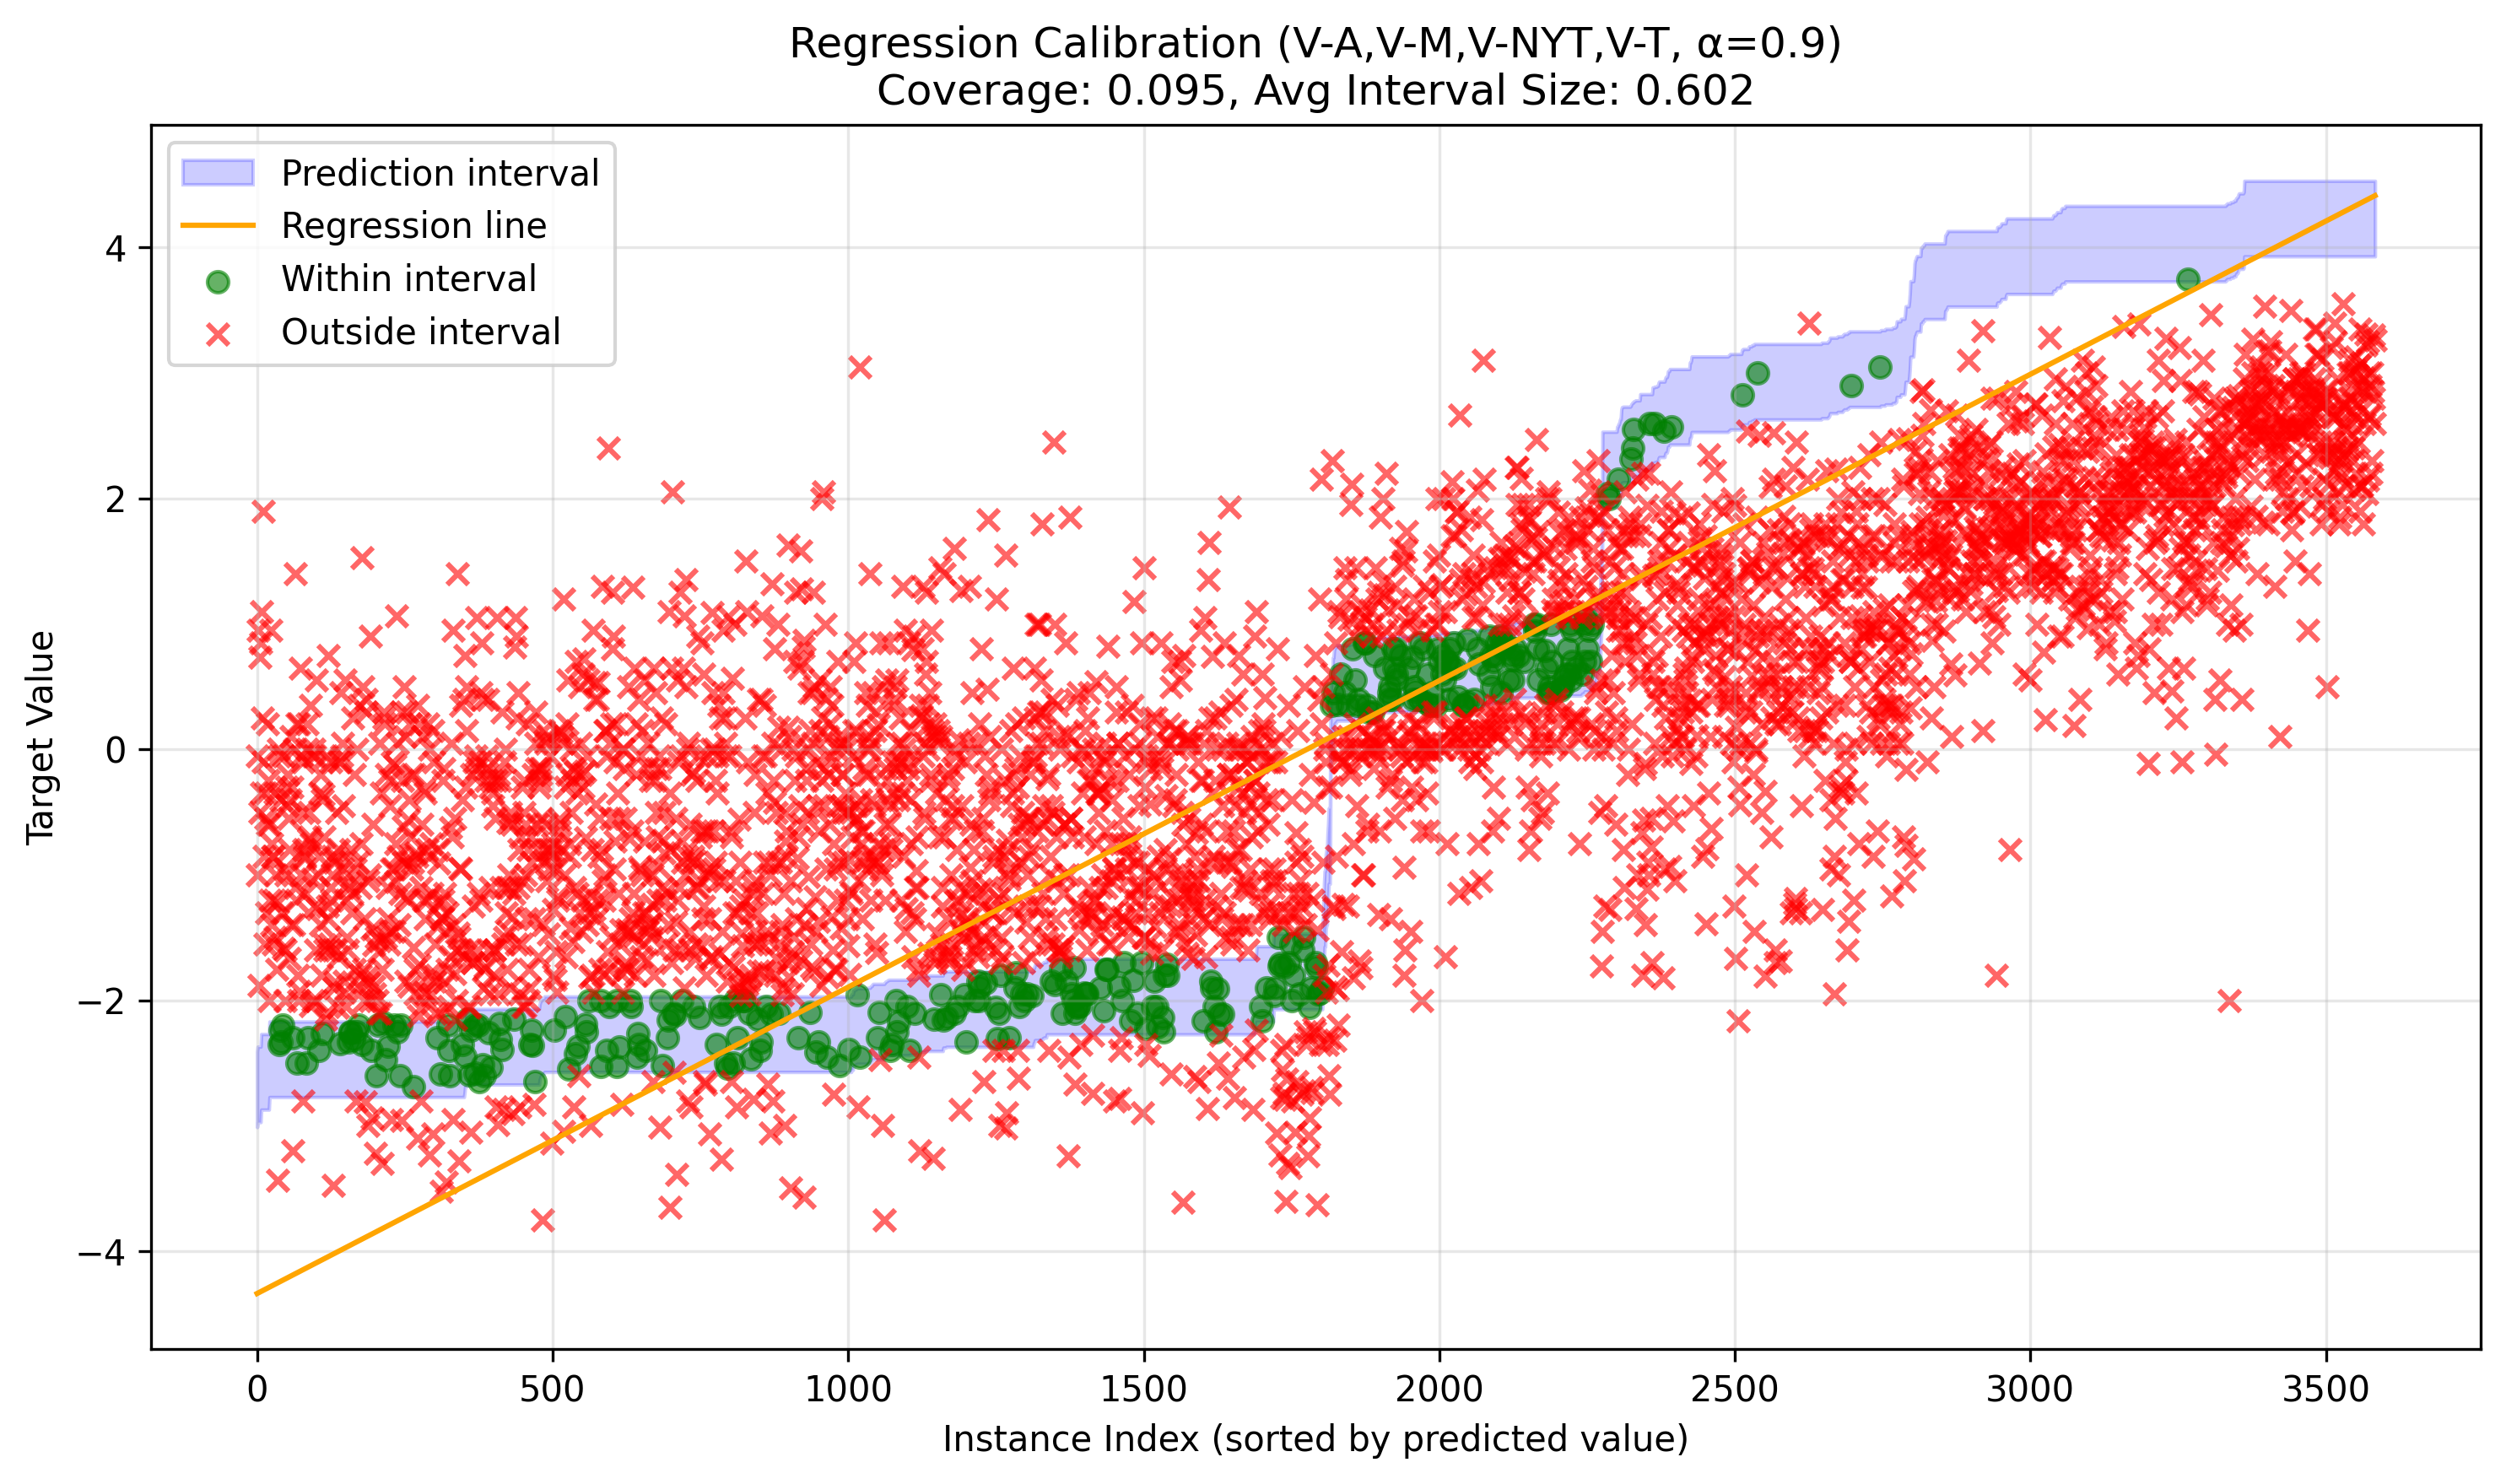 Regression Calibration (V-A,V-M,V-NYT,V-T, α=0.9)
Coverage: 0.095, Avg Interval Size: 0.602
Prediction interval
Regression line
Within interval
Outside interval
Target Value
4
2
0
−2
−4
0 500 1000 1500 2000 2500 3000 3500
Instance Index (sorted by predicted value)